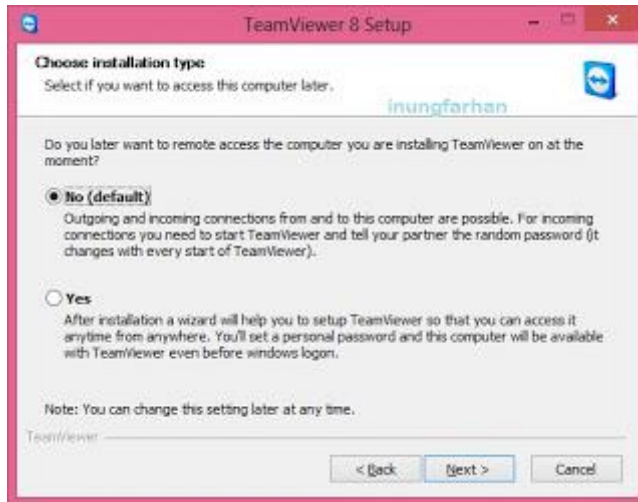 TeamViewer 8 Setup
Choose installation type
Select if you want to access this computer later.
inungfarhan
Do you later want to remote access the computer you are installing TeamViewer on at the
moment?
No (default)
Outgoing and incoming connections from and to this computer are possible. For incoming
connections you need to start TeamViewer and tell your partner the random password (it
changes with every start of TeamViewer).
Yes
After installation a wizard will help you to setup TeamViewer so that you can access it
anytime from anywhere. You'll set a personal password and this computer will be available
with TeamViewer even before windows logon.
Note: You can change this setting later at any time.
TeamViewer
< Back Next > Cancel